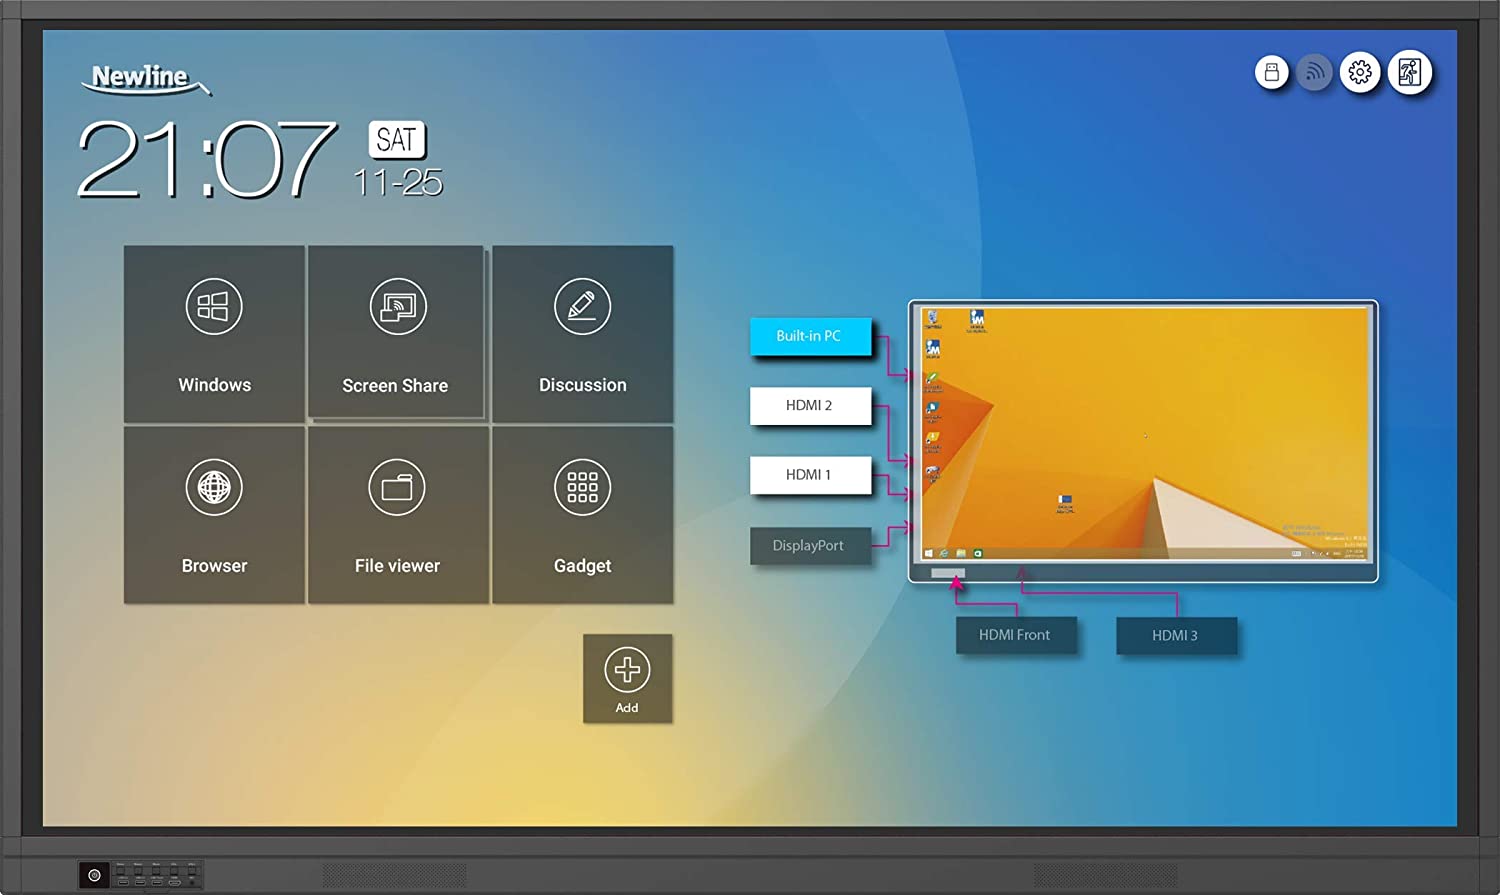 Newline
21:07
SAT
11-25
Windows
Screen Share
Discussion
Browser
File viewer
Gadget
Add
Built-in PC
HDMI 2
HDMI 1
DisplayPort
HDMI Front
HDMI 3